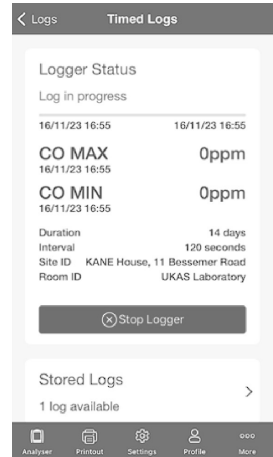 Logs Timed Logs
Logger Status
Log in progress
16/11/23 16:55 16/11/23 16:55
CO MAX 0ppm
16/11/23 16:55
CO MIN 0ppm
16/11/23 16:55
Duration 14 days
Interval 120 seconds
Site ID KANE House, 11 Bessemer Road
Room ID UKAS Laboratory
Stop Logger
Stored Logs
1 log available
Analyser Printout Settings Profile More